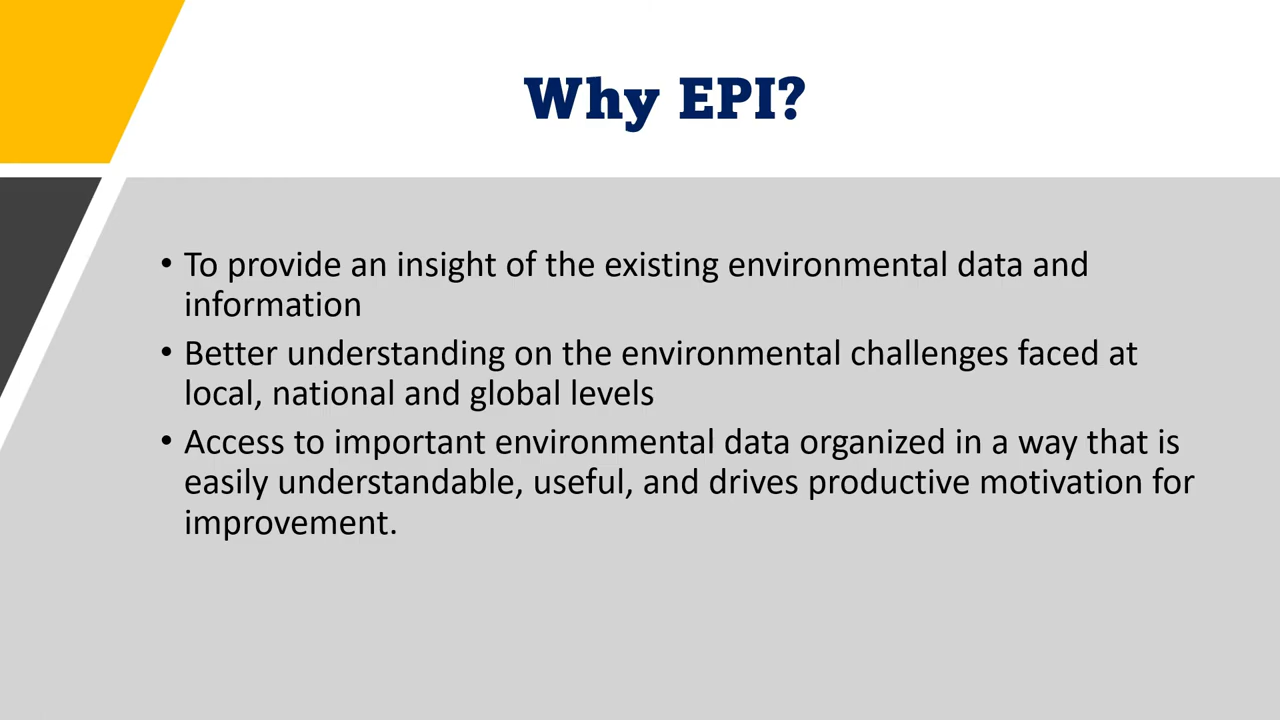 Why EPI?
• To provide an insight of the existing environmental data and
information
• Better understanding on the environmental challenges faced at
local, national and global levels
• Access to important environmental data organized in a way that is
easily understandable, useful, and drives productive motivation for
improvement.